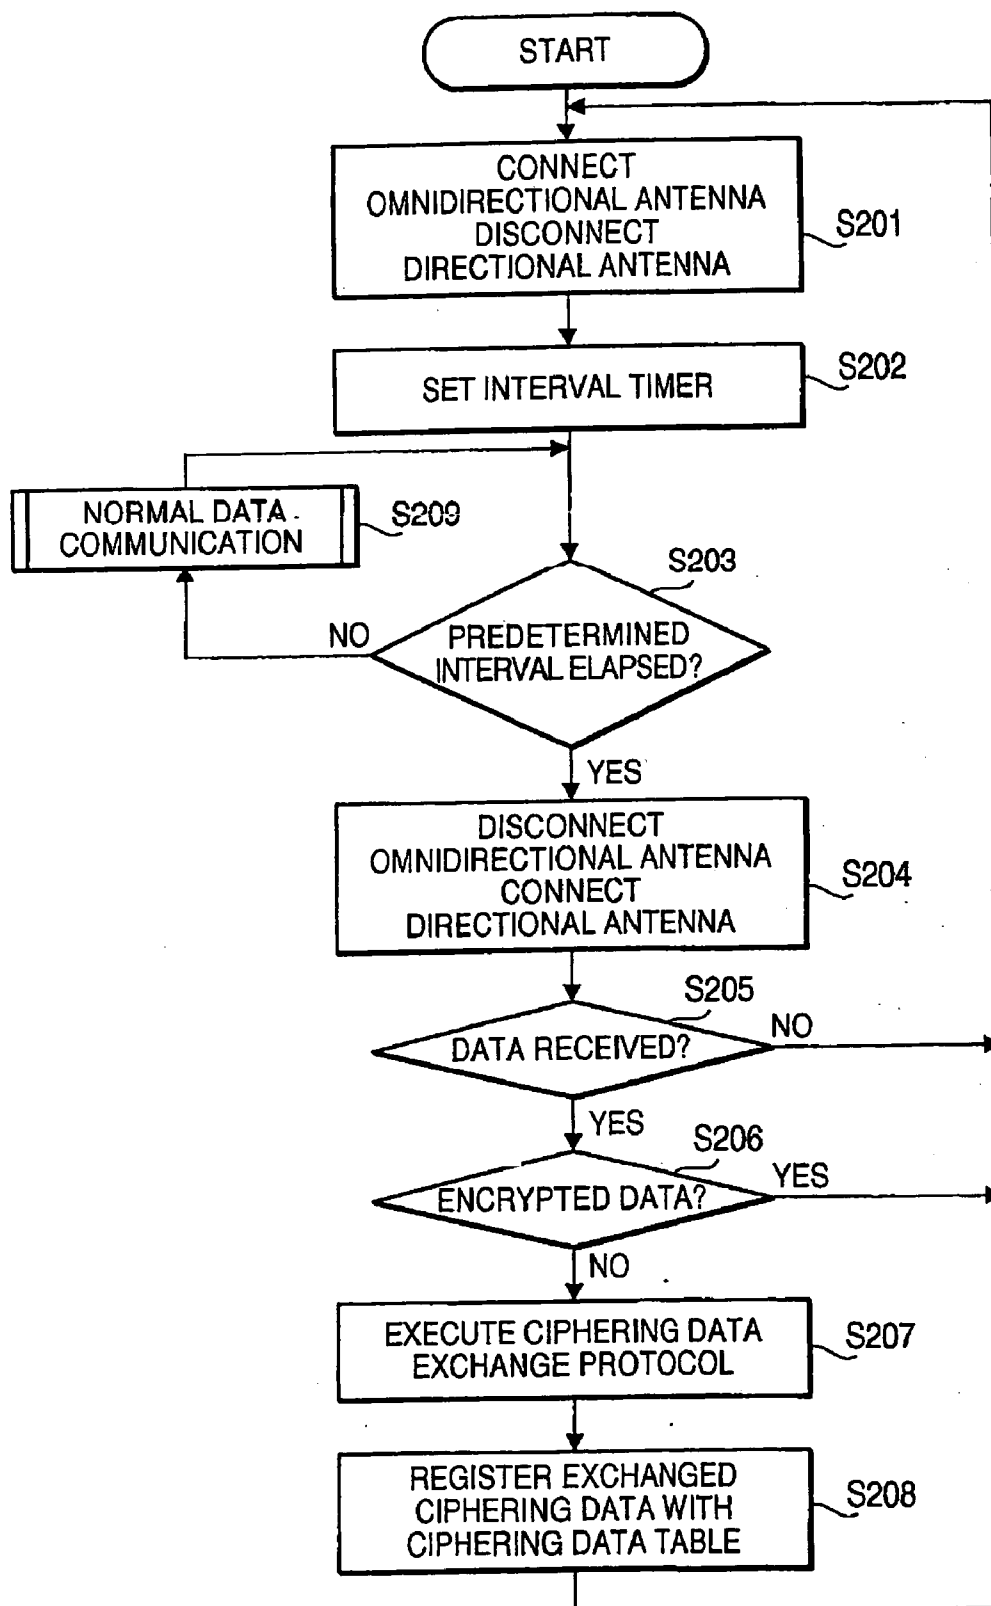 START
CONNECT
OMNIDIRECTIONAL ANTENNA
DISCONNECT
DIRECTIONAL ANTENNA
S201
SET INTERVAL TIMER
S202
NORMAL DATA
COMMUNICATION
S209
S203
PREDETERMINED
INTERVAL ELAPSED?
NO
YES
DISCONNECT
OMNIDIRECTIONAL ANTENNA
CONNECT
DIRECTIONAL ANTENNA
S204
S205
DATA RECEIVED?
NO
YES
S206
ENCRYPTED DATA?
YES
NO
EXECUTE CIPHERING DATA
EXCHANGE PROTOCOL
S207
REGISTER EXCHANGED
CIPHERING DATA WITH
CIPHERING DATA TABLE
S208